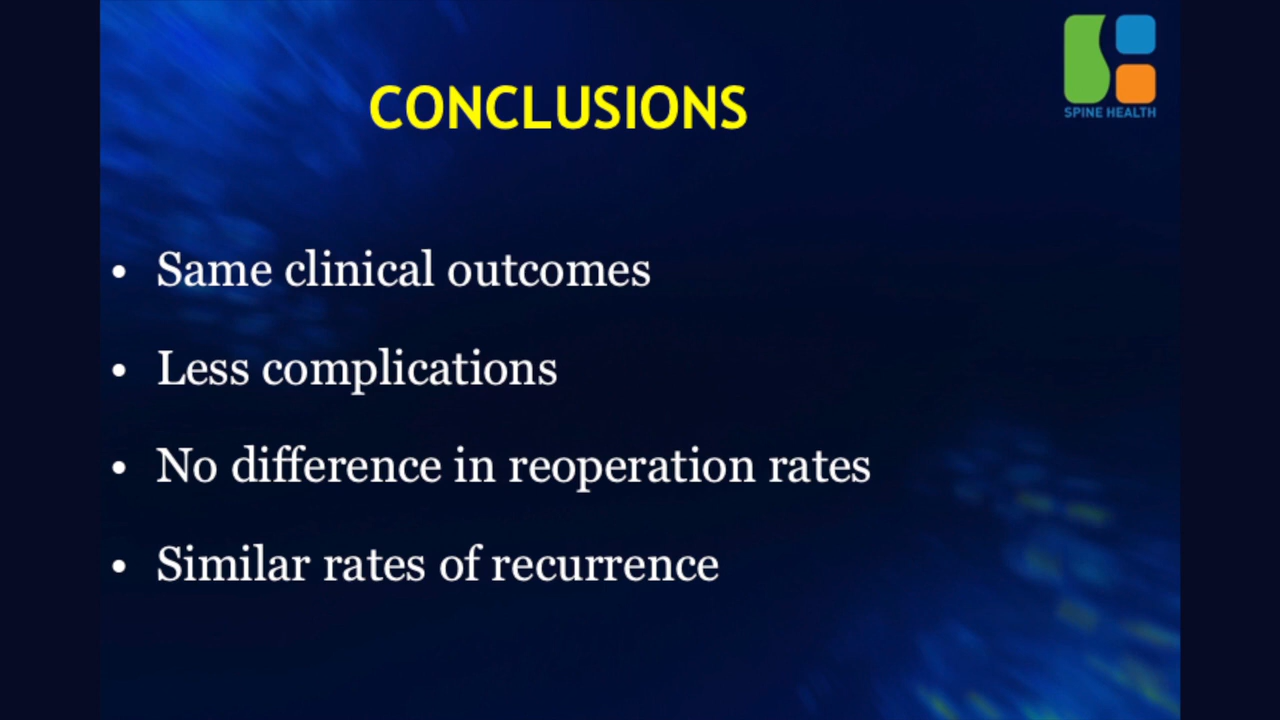 SPINE HEALTH
CONCLUSIONS
• Same clinical outcomes
• Less complications
• No difference in reoperation rates
• Similar rates of recurrence